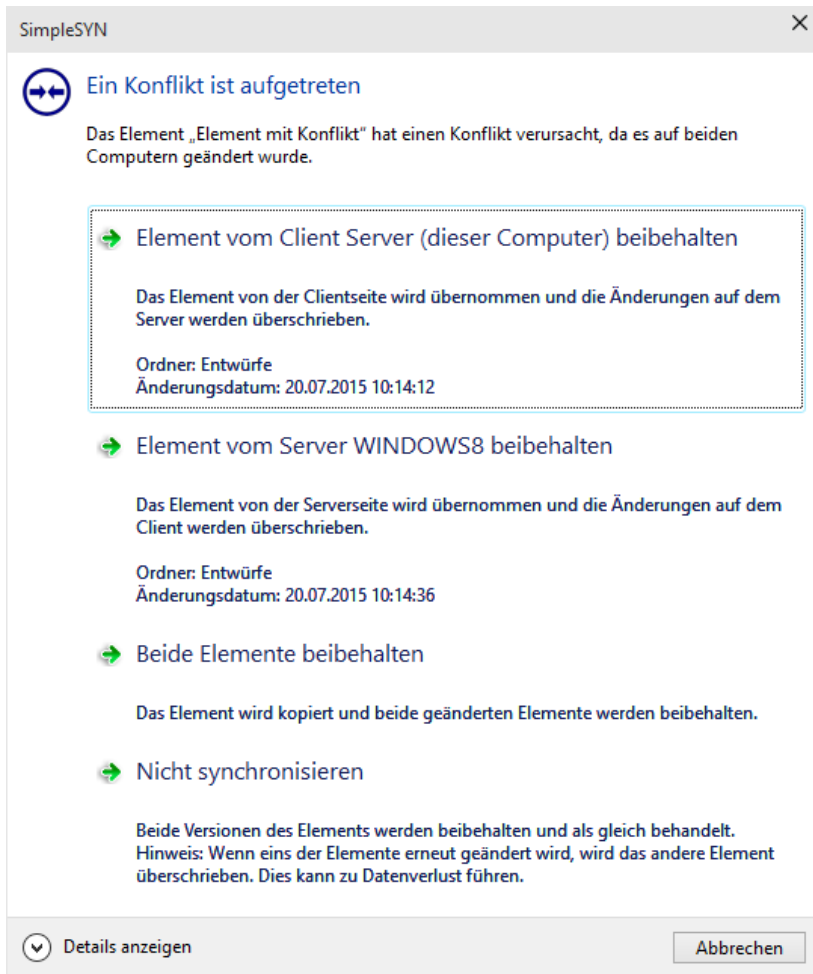 SimpleSYN
Ein Konflikt ist aufgetreten
Das Element „Element mit Konflikt“ hat einen Konflikt verursacht, da es auf beiden
Computern geändert wurde.
Element vom Client Server (dieser Computer) beibehalten
Das Element von der Clientseite wird übernommen und die Änderungen auf dem
Server werden überschrieben.
Ordner: Entwürfe
Änderungsdatum: 20.07.2015 10:14:12
Element vom Server WINDOWS8 beibehalten
Das Element von der Serverseite wird übernommen und die Änderungen auf dem
Client werden überschrieben.
Ordner: Entwürfe
Änderungsdatum: 20.07.2015 10:14:36
Beide Elemente beibehalten
Das Element wird kopiert und beide geänderten Elemente werden beibehalten.
Nicht synchronisieren
Beide Versionen des Elements werden beibehalten und als gleich behandelt.
Hinweis: Wenn eins der Elemente erneut geändert wird, wird das andere Element
überschrieben. Dies kann zu Datenverlust führen.
Details anzeigen
Abbrechen